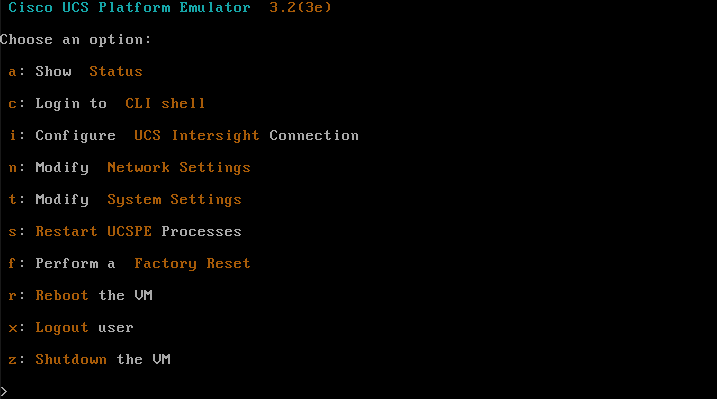 Cisco UCS Platform Emulator  3.2(3e)
Choose an option:
a: Show  Status
c: Login to  CLI shell
i: Configure  UCS Intersight Connection
n: Modify  Network Settings
t: Modify  System Settings
s: Restart UCSPE Processes
f: Perform a  Factory Reset
r: Reboot the VM
x: Logout user
z: Shutdown the VM
>